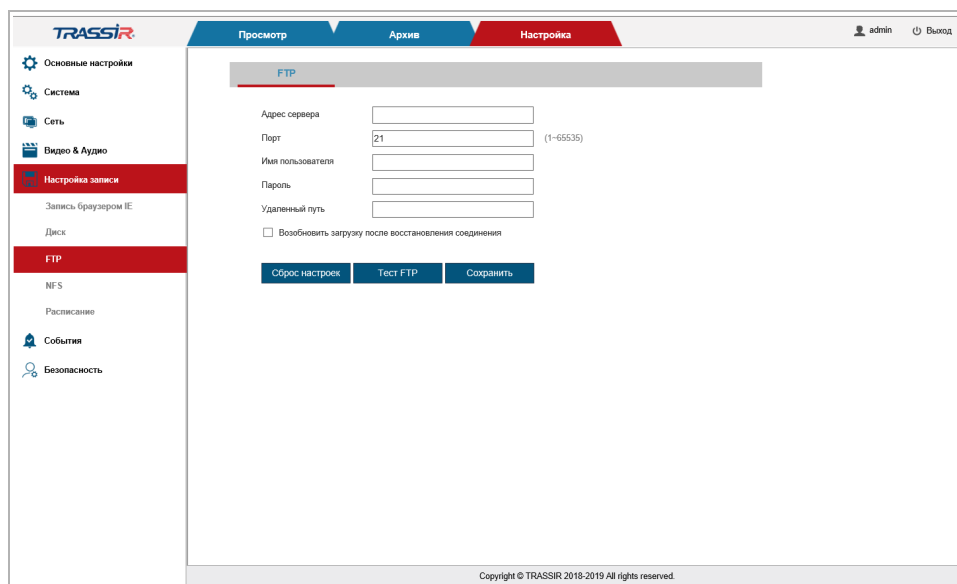 TRASSIR
Просмотр
Архив
Настройка
admin
Выход
Основные настройки
Система
Сеть
Видео & Аудио
Настройка записи
Запись браузером IE
Диск
FTP
NFS
Расписание
События
Безопасность
FTP
Адрес сервера
Порт
21
(1~65535)
Имя пользователя
Пароль
Удаленный путь
Возобновить загрузку после восстановления соединения
Сброс настроек
Тест FTP
Сохранить
Copyright © TRASSIR 2018-2019 All rights reserved.